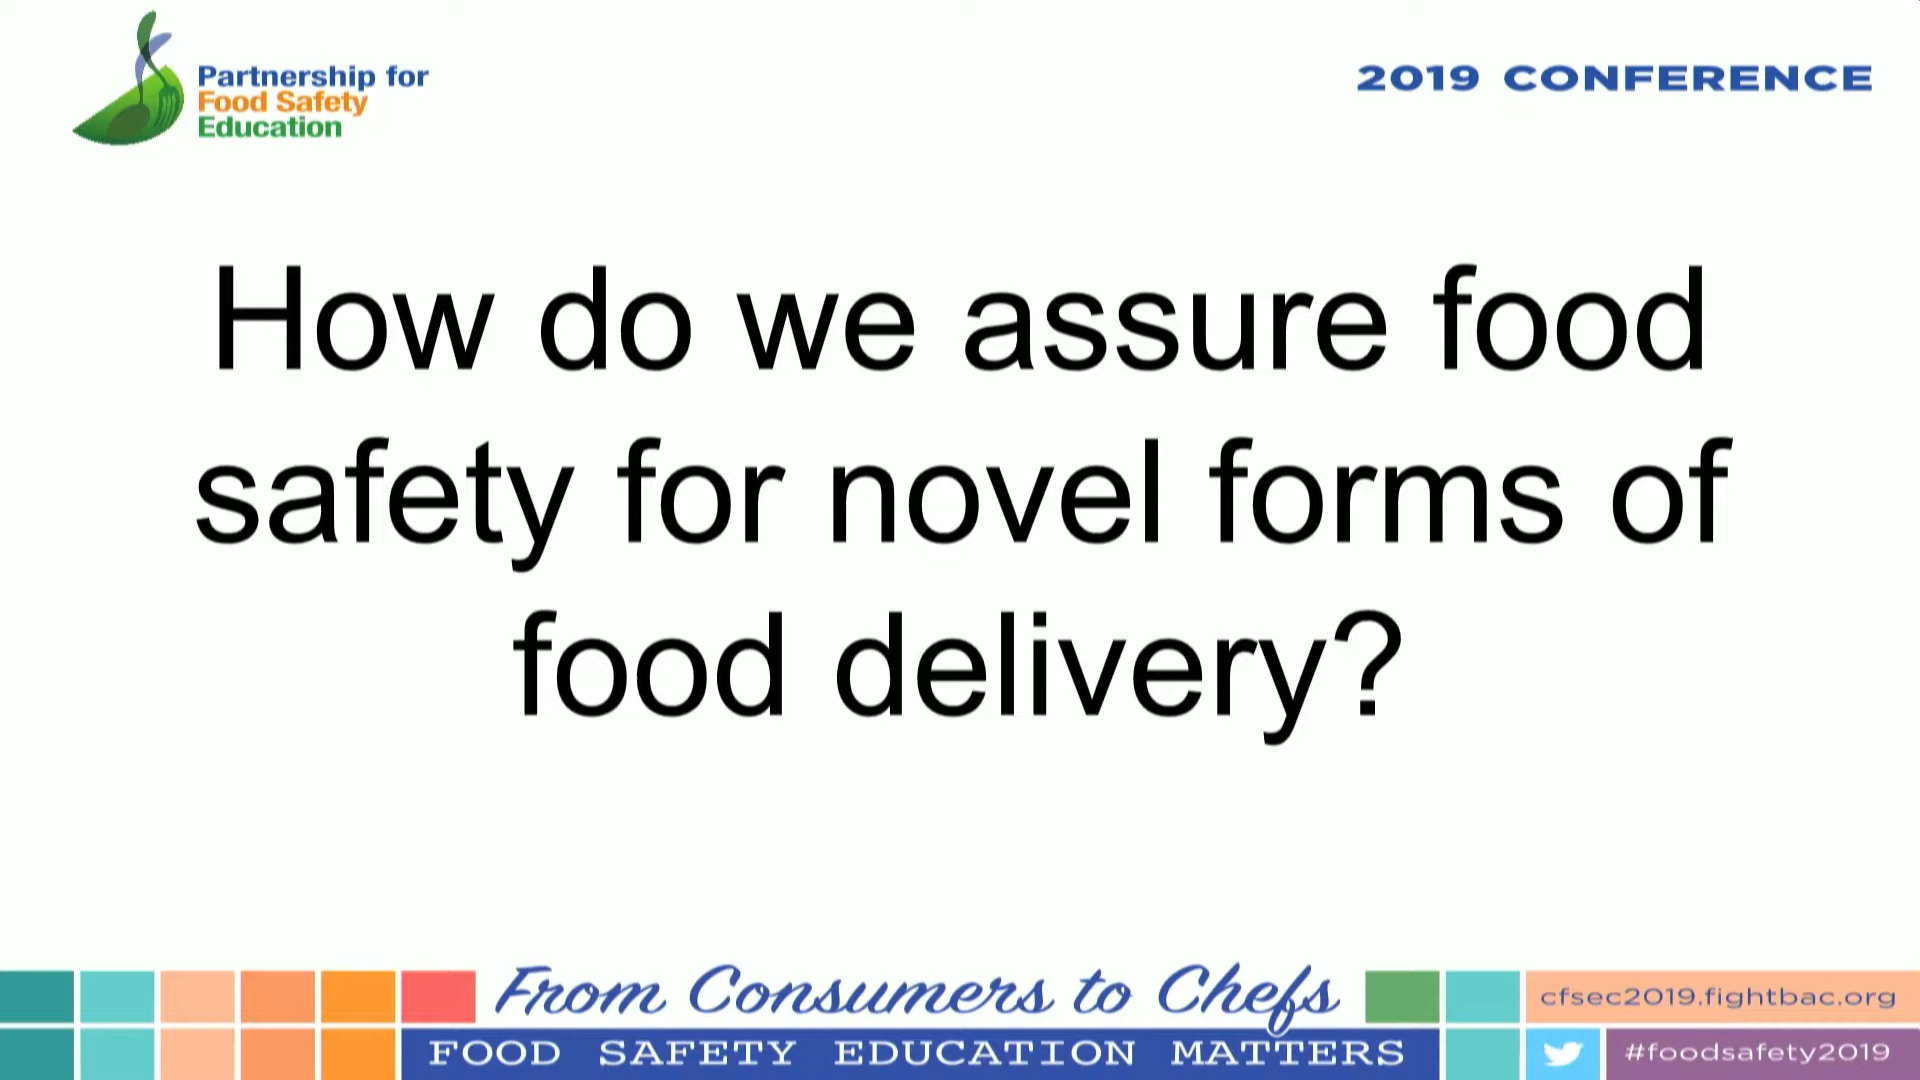 Partnership for
Food Safety
Education
2019 CONFERENCE
How do we assure food
safety for novel forms of
food delivery?
From Consumers to Chefs
FOOD SAFETY EDUCATION MATTERS
cfsec2019.fightbac.org
#foodsafety2019